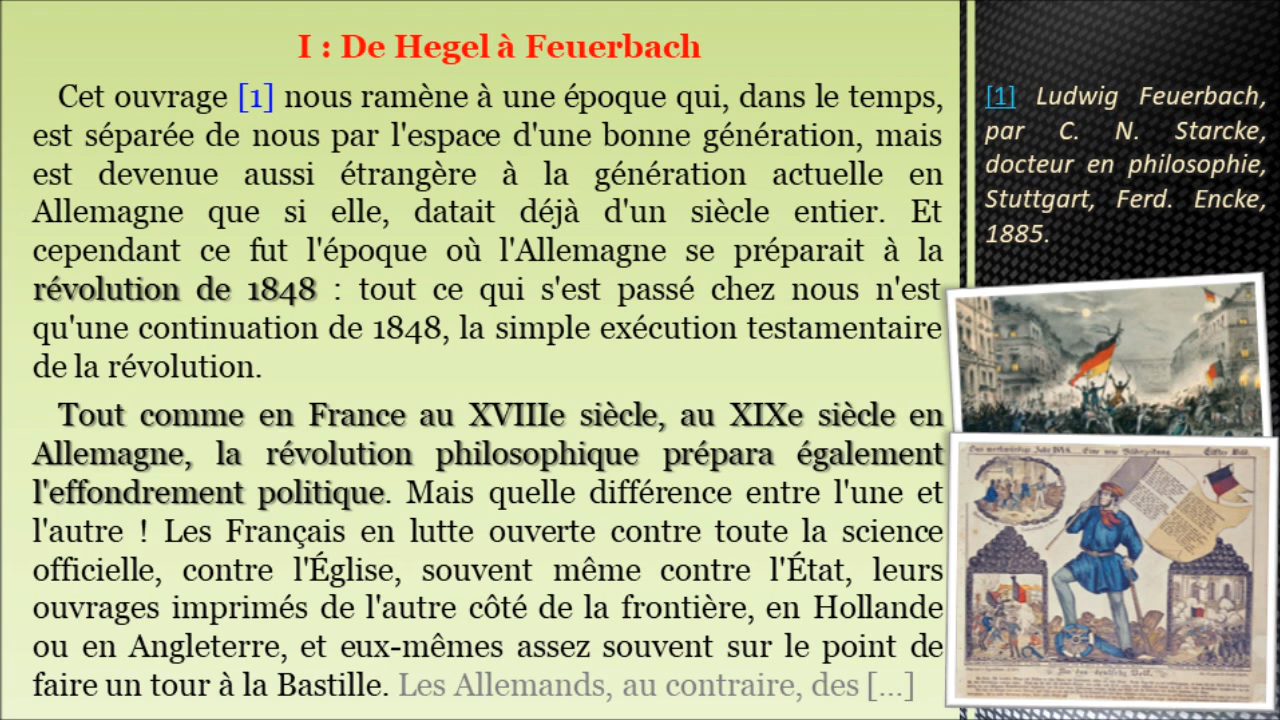 I : De Hegel à Feuerbach
Cet ouvrage [1] nous ramène à une époque qui, dans le temps,
est séparée de nous par l'espace d'une bonne génération, mais
est devenue aussi étrangère à la génération actuelle en
Allemagne que si elle, datait déjà d'un siècle entier. Et
cependant ce fut l'époque où l'Allemagne se préparait à la
révolution de 1848 : tout ce qui s'est passé chez nous n'est
qu'une continuation de 1848, la simple exécution testamentaire
de la révolution.
Tout comme en France au XVIIIe siècle, au XIXe siècle en
Allemagne, la révolution philosophique prépara également
l'effondrement politique. Mais quelle différence entre l'une et
l'autre ! Les Français en lutte ouverte contre toute la science
officielle, contre l'Église, souvent même contre l'État, leurs
ouvrages imprimés de l'autre côté de la frontière, en Hollande
ou en Angleterre, et eux-mêmes assez souvent sur le point de
faire un tour à la Bastille. Les Allemands, au contraire, des [...]
[1] Ludwig Feuerbach,
par C. N. Starcke,
docteur en philosophie,
Stuttgart, Ferd. Encke,
1885.